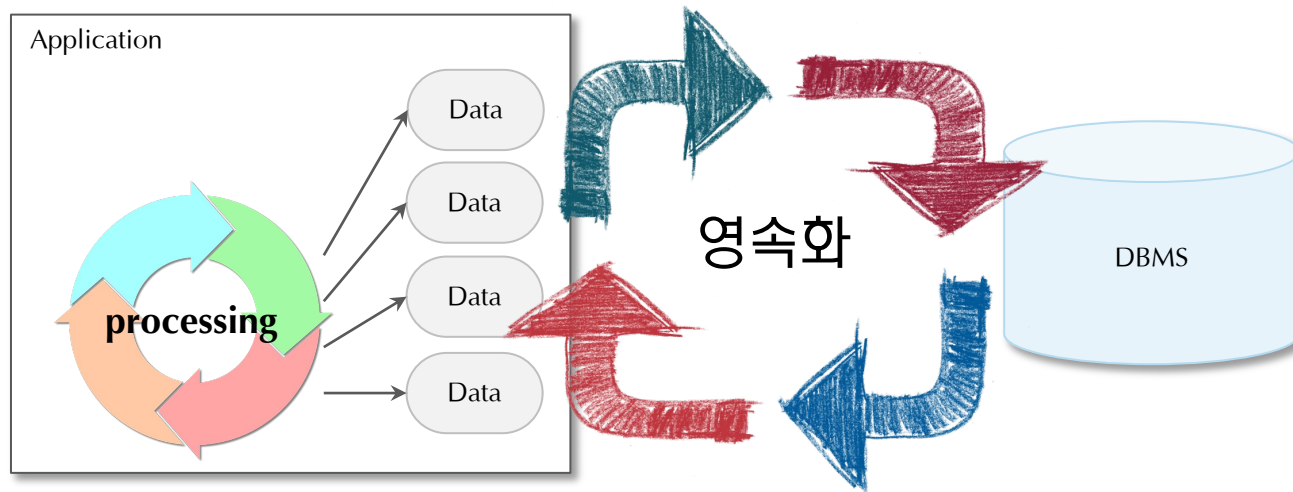 Application
Data
Data
Data
Data
processing
영속화
DBMS